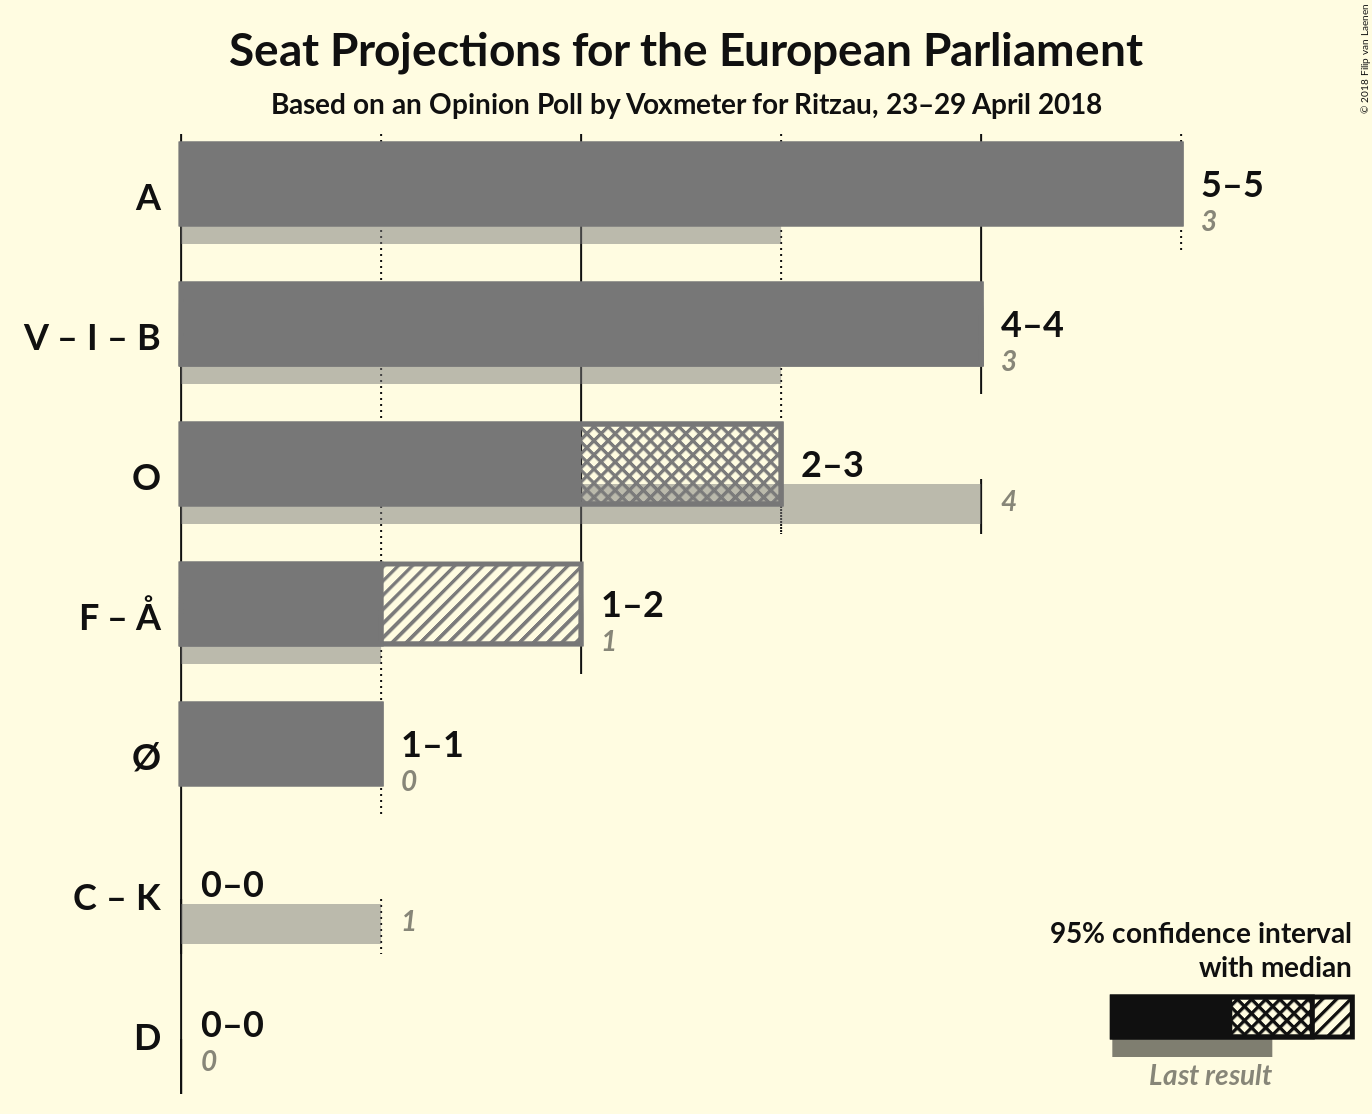 Seat Projections for the European Parliament
Based on an Opinion Poll by Voxmeter for Ritzau, 23–29 April 2018
© 2018 Filip van Laenen
A
5–5
3
V – I – B
4–4
3
O
2–3
4
F – Å
1–2
1
Ø
1–1
0
C – K
0–0
1
D
0–0
0
95% confidence interval
with median
Last result